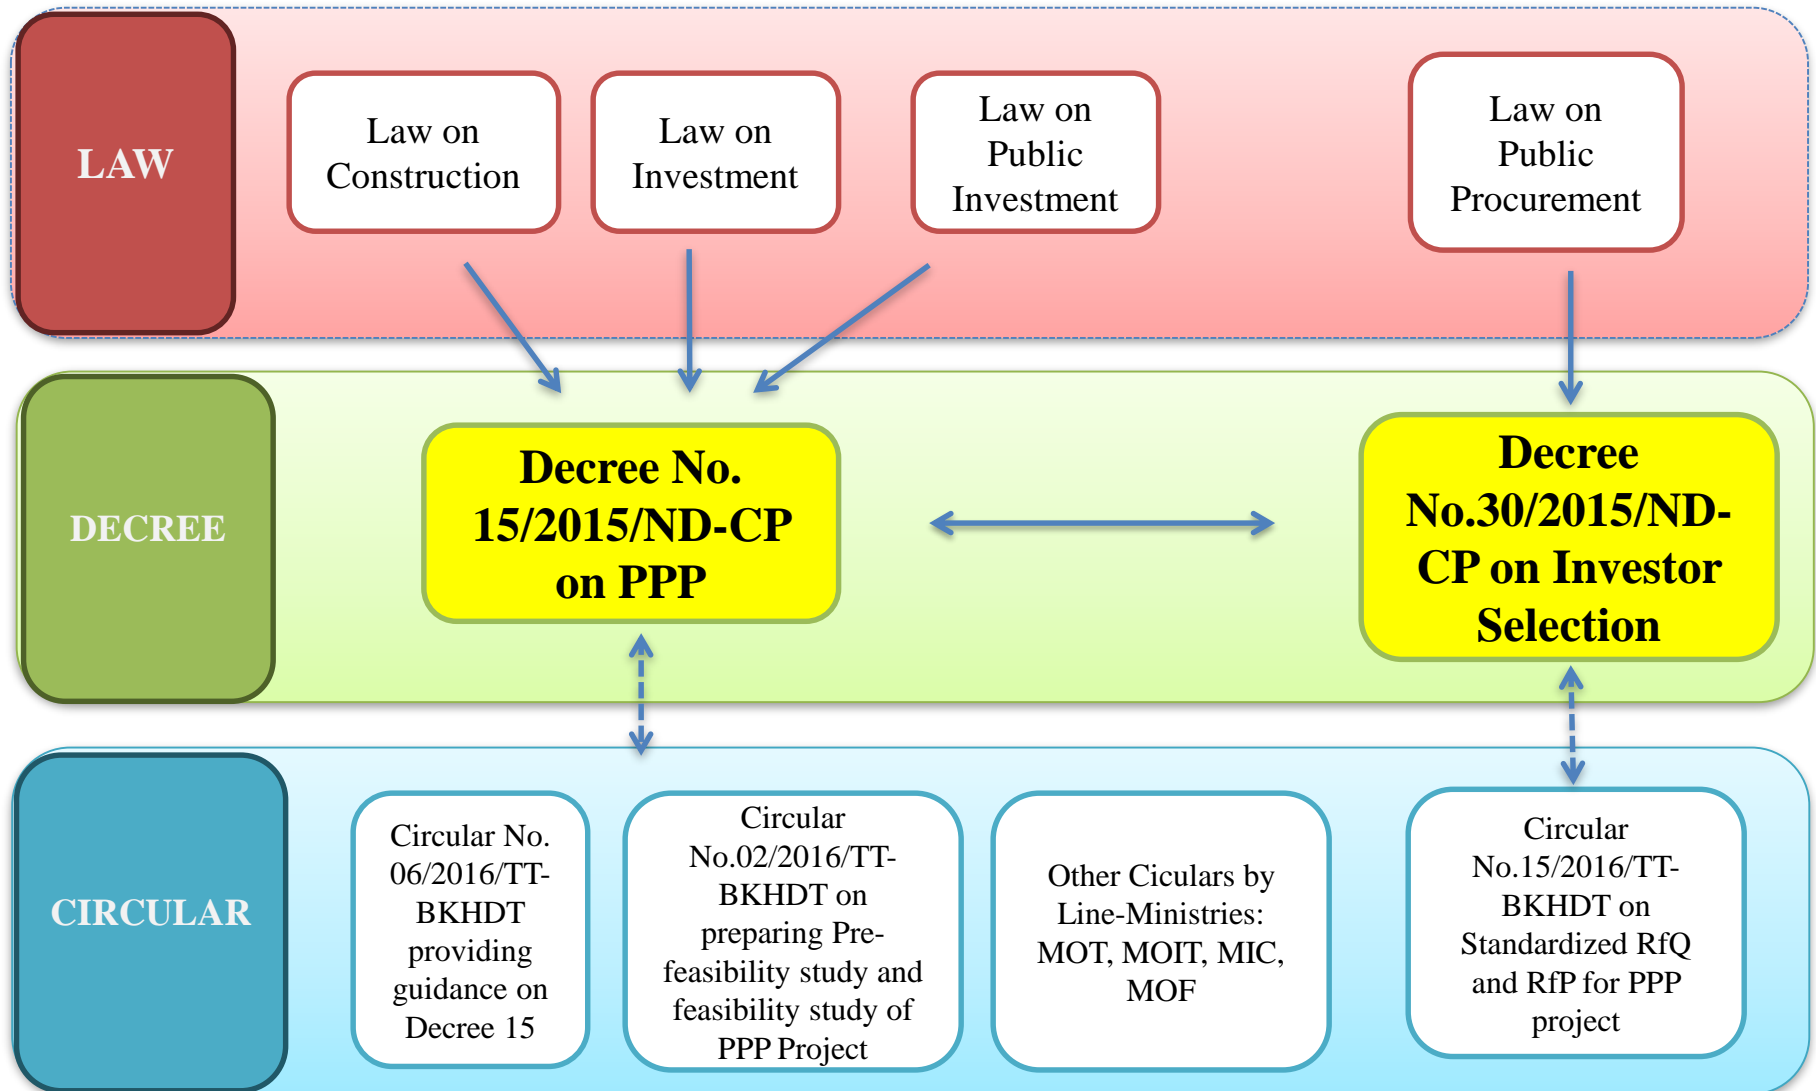 LAW
Law on
Construction
Law on
Investment
Law on
Public
Investment
Law on
Public
Procurement
DECREE
Decree No.
15/2015/ND-CP
on PPP
Decree
No.30/2015/ND-
CP on Investor
Selection
CIRCULAR
Circular No.
06/2016/TT-
BKHDT
providing
guidance on
Decree 15
Circular
No.02/2016/TT-
BKHDT on
preparing Pre-
feasibility study and
feasibility study of
PPP Project
Other Ciculars by
Line-Ministries:
MOT, MOIT, MIC,
MOF
Circular
No.15/2016/TT-
BKHDT on
Standardized RfQ
and RfP for PPP
project